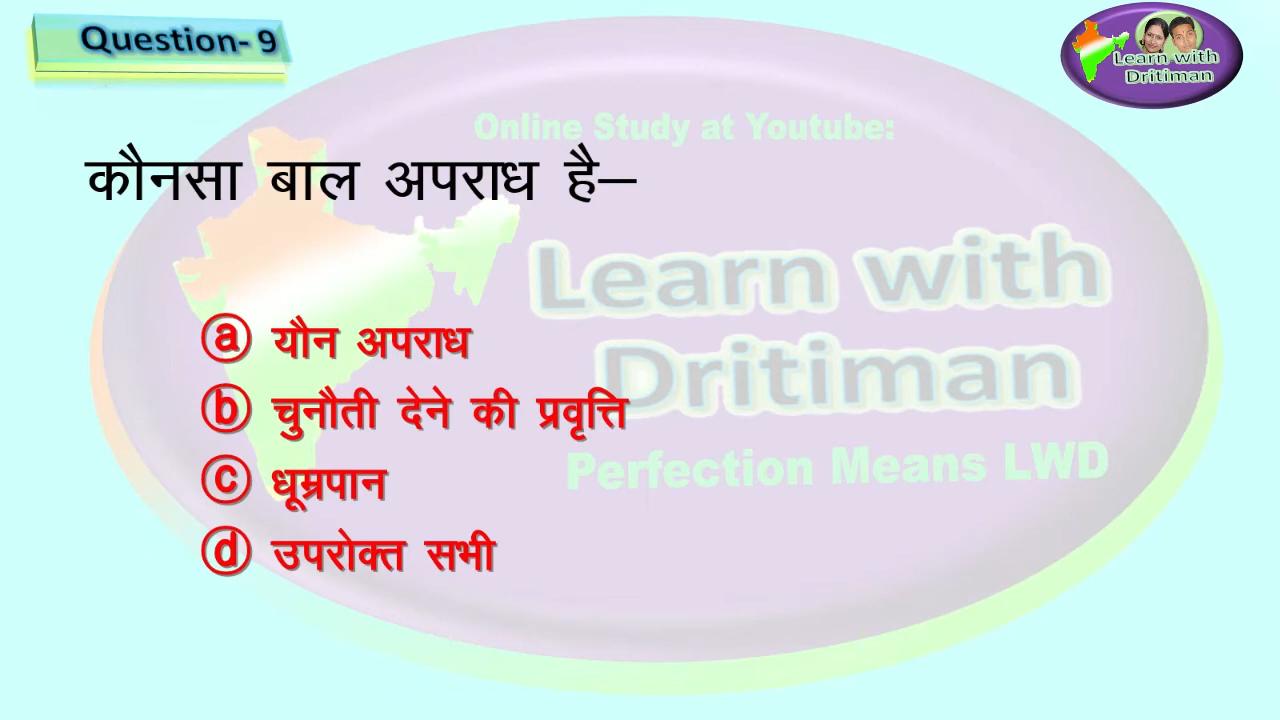 Question- 9
Learn with
Dritiman
Online Study at Youtube:
कौनसा बाल अपराध है–
Learn with
Dritiman
Perfection Means LWD
ⓐ यौन अपराध
ⓑ चुनौती देने की प्रवृत्ति
ⓒ धूम्रपान
ⓓ उपरोक्त सभी